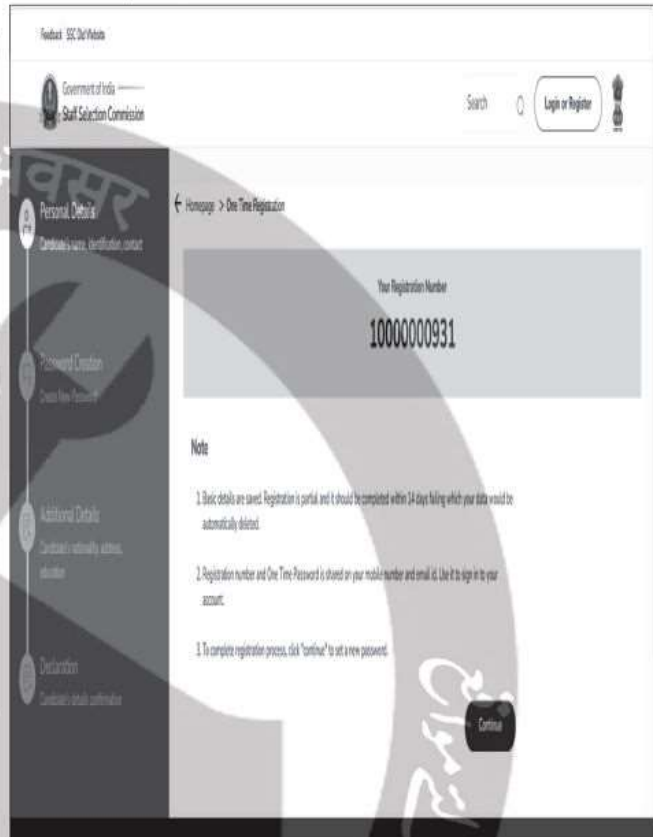 Feedback SSC Old Website
Government of India
Staff Selection Commission
Search
Login or Register
अवसर
Personal Details
Candidate's name, identification, contact
← Homepage > One Time Registration
Your Registration Number
10000000931
Password Creation
Create New Password
Note
1. Basic details are saved. Registration is partial and it should be completed within 14 days failing which your data would be
automatically deleted.
Additional Details
Candidate's nationality, address,
education
2. Registration number and One Time Password is shared on your mobile number and email id. Use it to sign in to your
account.
3. To complete registration process, click "continue" to set a new password.
Declaration
Candidate's details confirmation
Continue